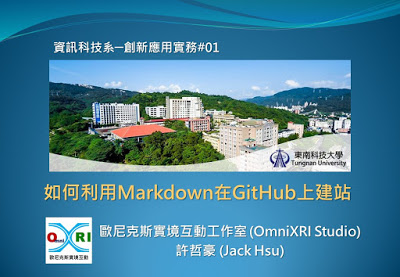 資訊科技系─創新應用實務#01
東南科技大學
Tungnan University
如何利用Markdown在GitHub上建站
Omni XRI
歐尼克斯實境互動
歐尼克斯實境互動工作室 (OmniXRI Studio)
許哲豪 (Jack Hsu)